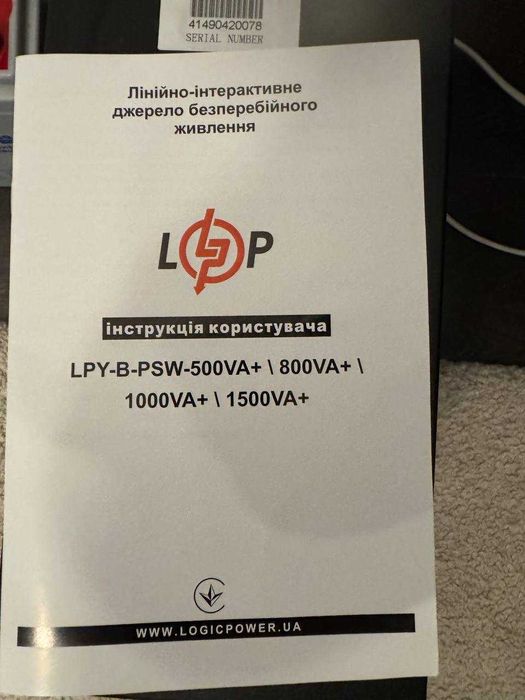 41490420078
SERIAL NUMBER
Лінійно-інтерактивне
джерело безперебійного
живлення
LP
інструкція користувача
LPY-B-PSW-500VA+ \ 800VA+ \
1000VA+ \ 1500VA+
WWW.LOGICPOWER.UA